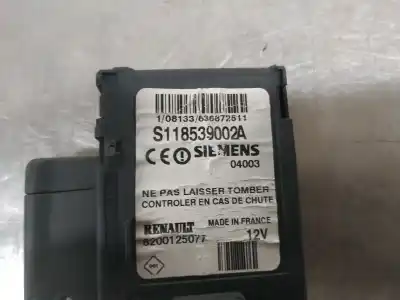 1/08133/636872511
S118539002A
CE SIEMENS
04003
NE PAS LAISSER TOMBER
CONTROLER EN CAS DE CHUTE
RENAULT MADE IN FRANCE
8200125077 12V